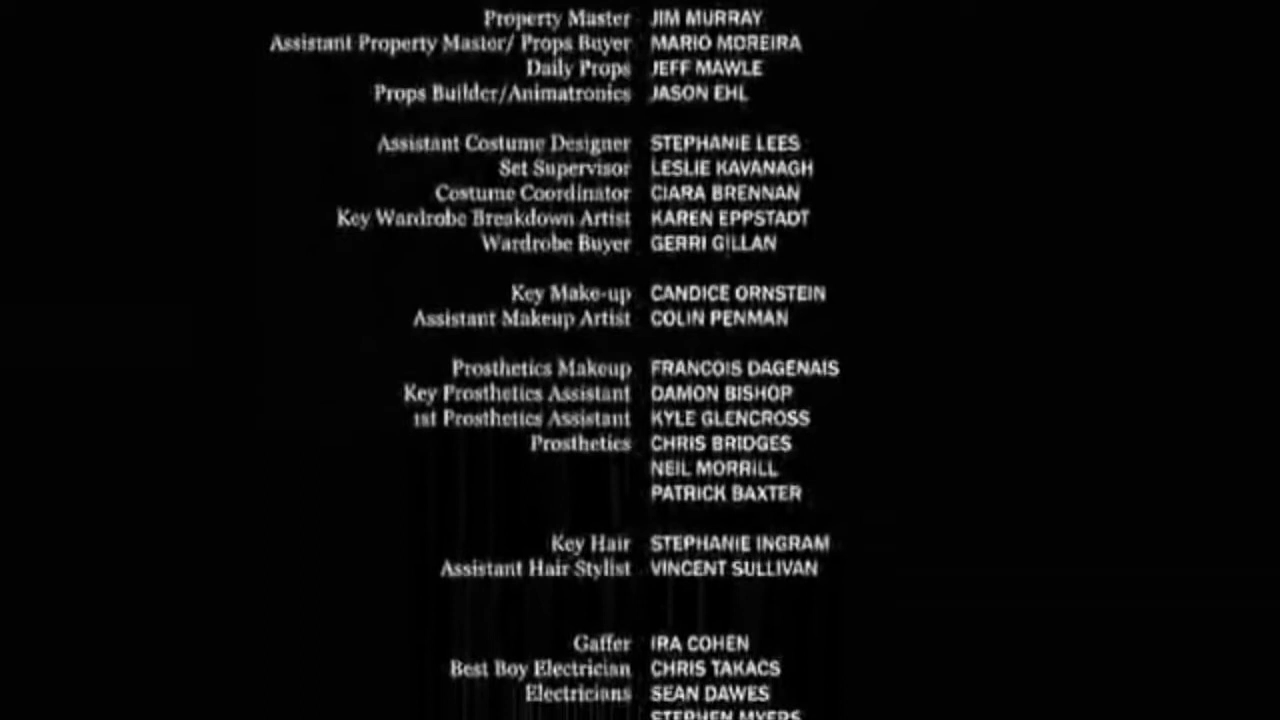 Property Master JIM MURRAY
Assistant Property Master/ Props Buyer MARIO MOREIRA
Daily Props JEFF MAWLE
Props Builder/Animatronics JASON EHL
Assistant Costume Designer STEPHANIE LEES
Set Supervisor LESLIE KAVANAGH
Costume Coordinator CIARA BRENNAN
Key Wardrobe Breakdown Artist KAREN EPPSTADT
Wardrobe Buyer GERRI GILLAN
Key Make-up CANDICE ORNSTEIN
Assistant Makeup Artist COLIN PENMAN
Prosthetics Makeup FRANCOIS DAGENAIS
Key Prosthetics Assistant DAMON BISHOP
1st Prosthetics Assistant KYLE GLENCROSS
Prosthetics CHRIS BRIDGES
NEIL MORRILL
PATRICK BAXTER
Key Hair STEPHANIE INGRAM
Assistant Hair Stylist VINCENT SULLIVAN
Gaffer IRA COHEN
Best Boy Electrician CHRIS TAKACS
Electricians SEAN DAWES
STEPHEN MYERS